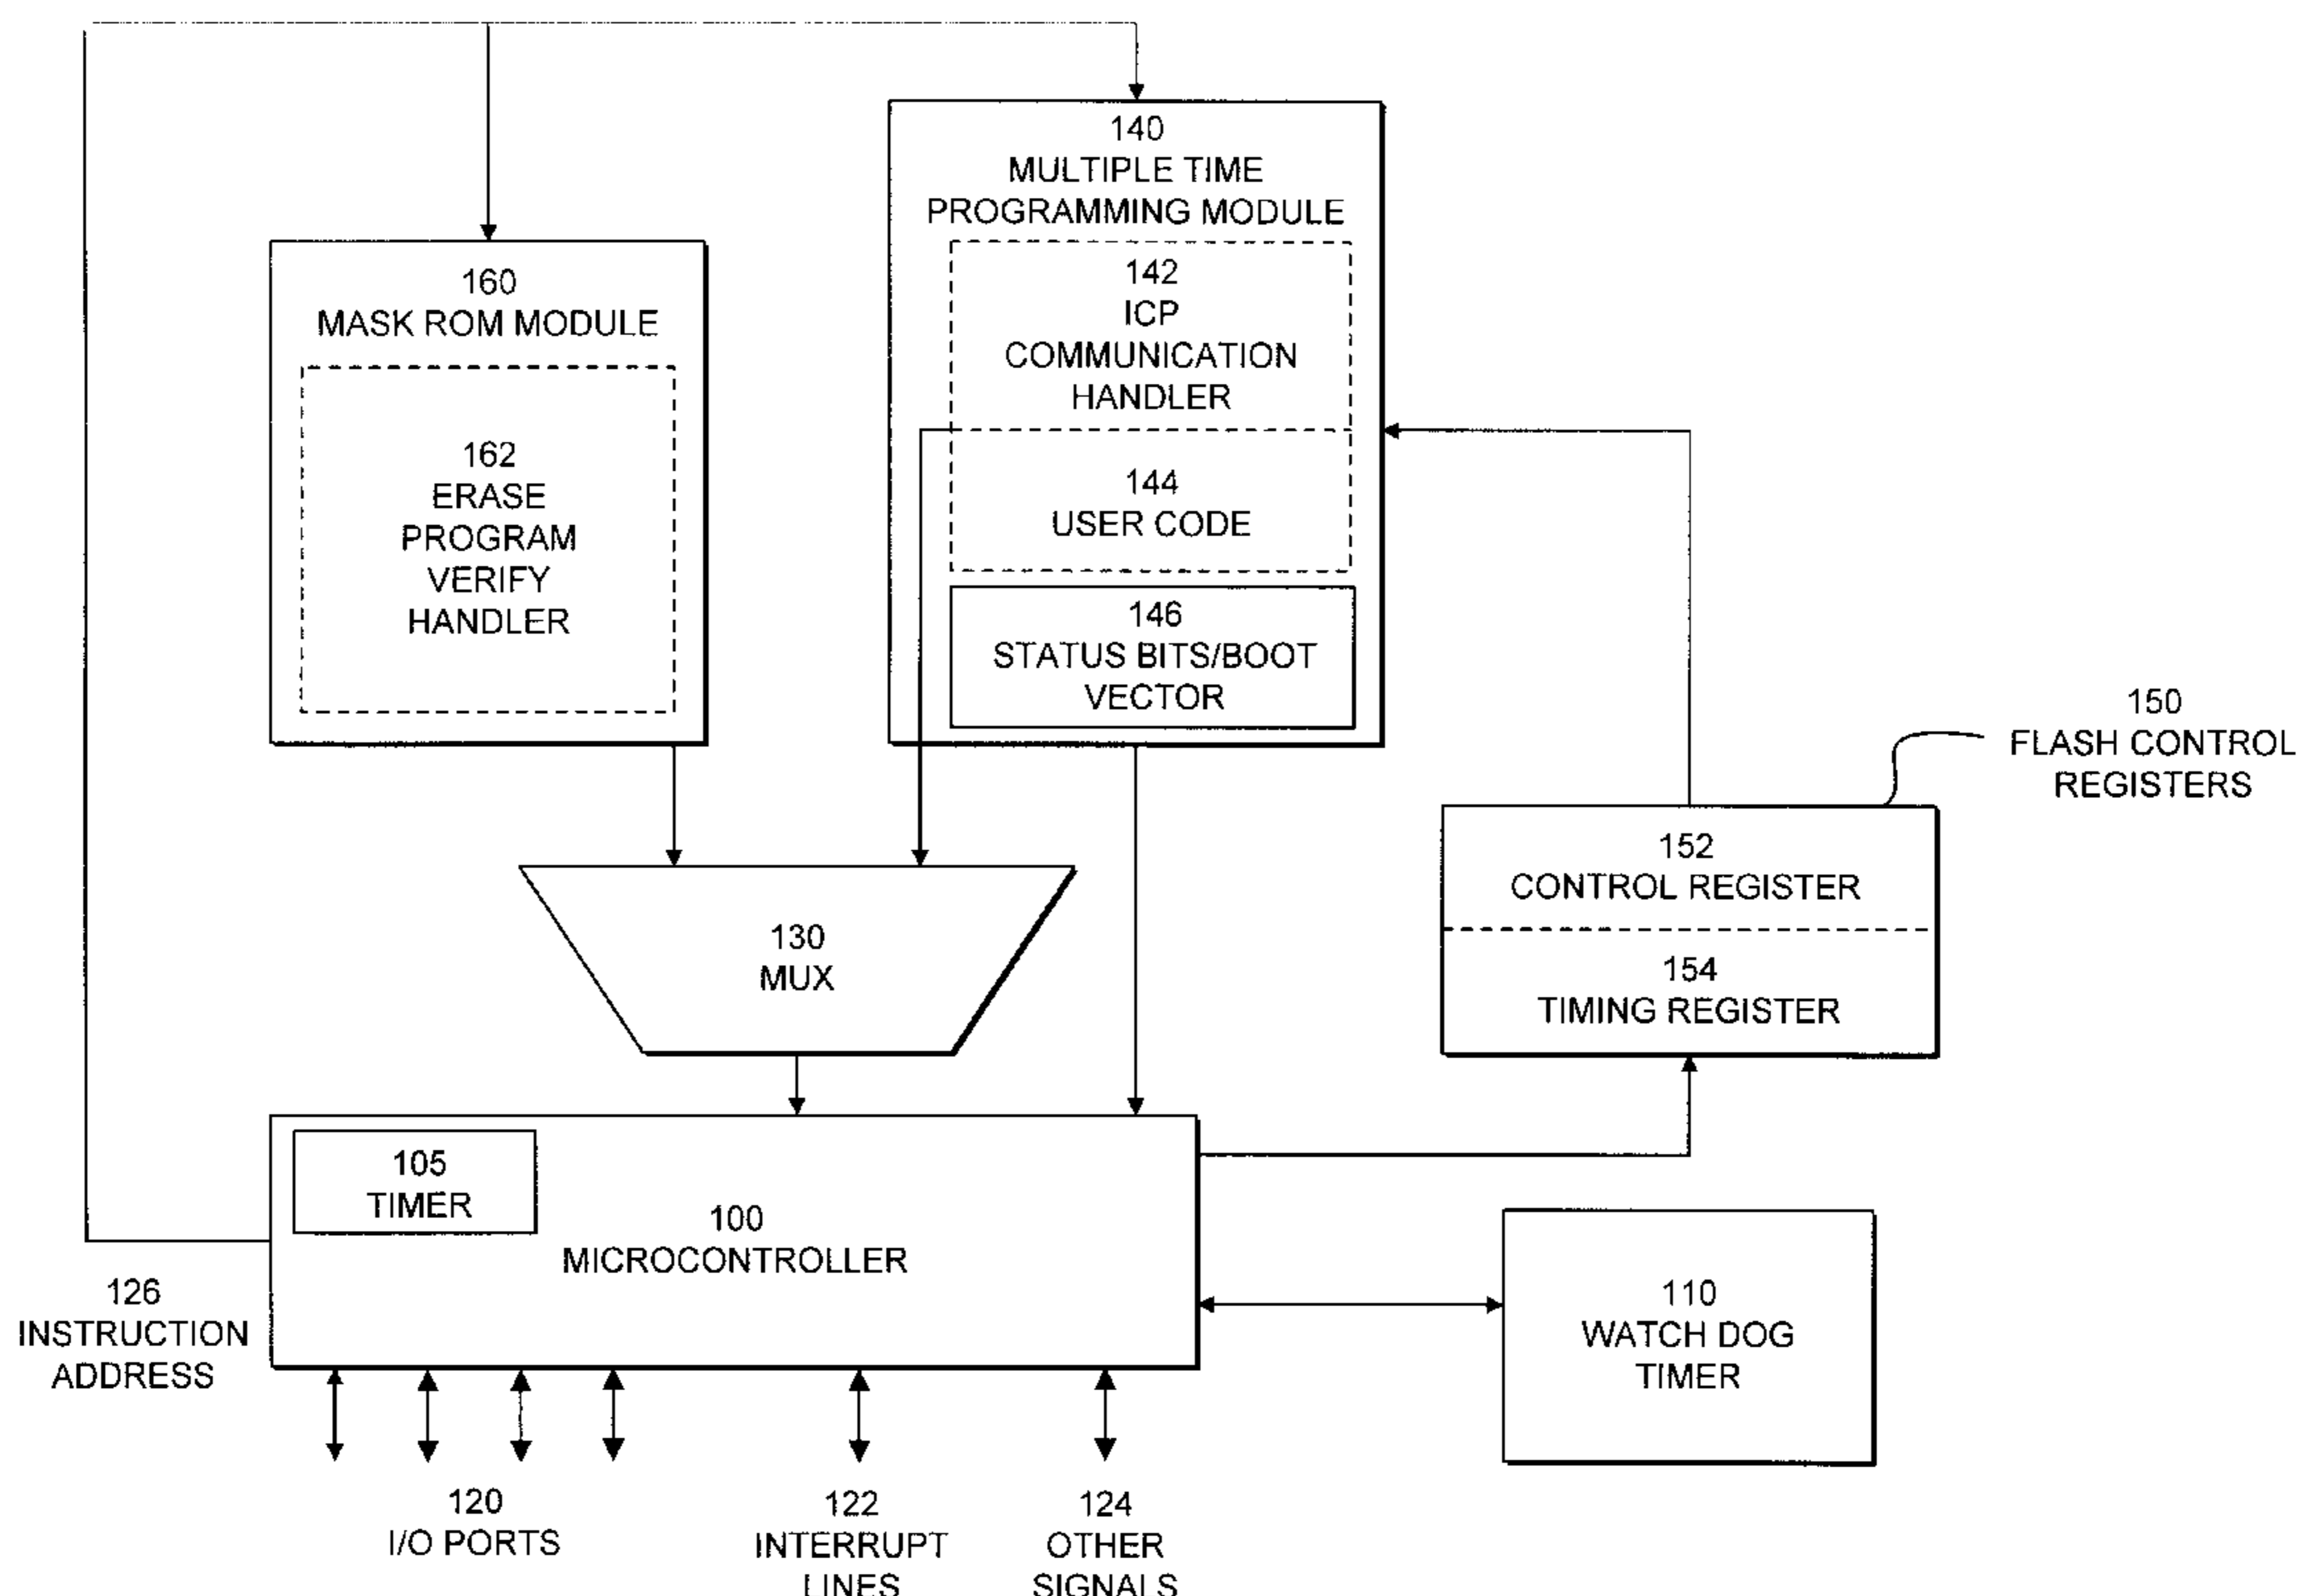 140
MULTIPLE TIME
PROGRAMMING MODULE
142
ICP
COMMUNICATION
HANDLER
144
USER CODE
146
STATUS BITS/BOOT
VECTOR
160
MASK ROM MODULE
162
ERASE
PROGRAM
VERIFY
HANDLER
150
FLASH CONTROL
REGISTERS
152
CONTROL REGISTER
154
TIMING REGISTER
130
MUX
105
TIMER
100
MICROCONTROLLER
110
WATCH DOG
TIMER
126
INSTRUCTION
ADDRESS
120
I/O PORTS
122
INTERRUPT
LINES
124
OTHER
SIGNALS